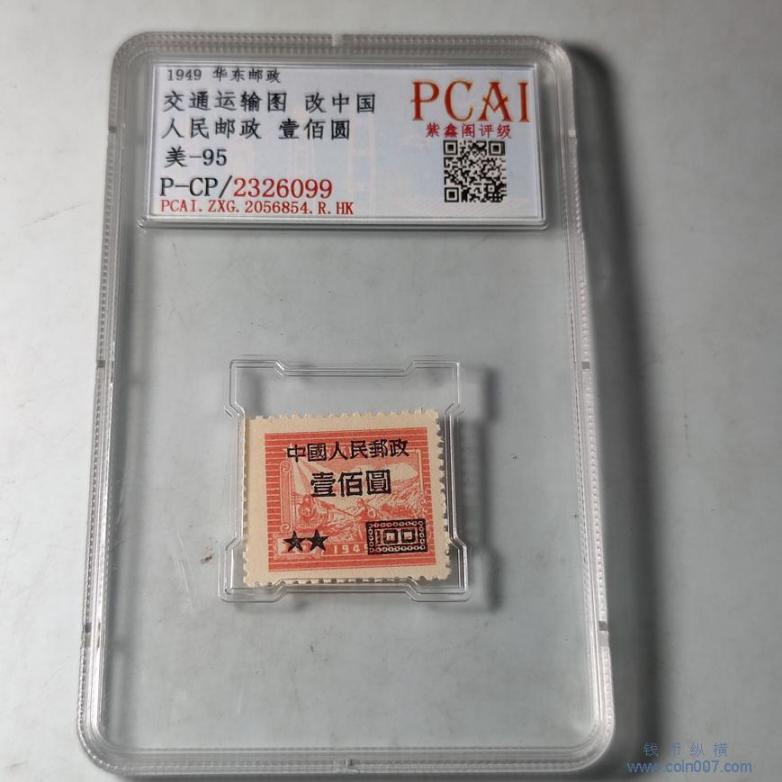 1949 华东邮政
交通运输图 改中国
人民邮政 壹佰圆
美-95
P-CP/2326099
PCAI.ZXG.2056854.R.HK
PCAI
紫鑫阁评级
中國人民郵政
壹佰圓
★★
194
100
钱币纵横
www.coin007.com